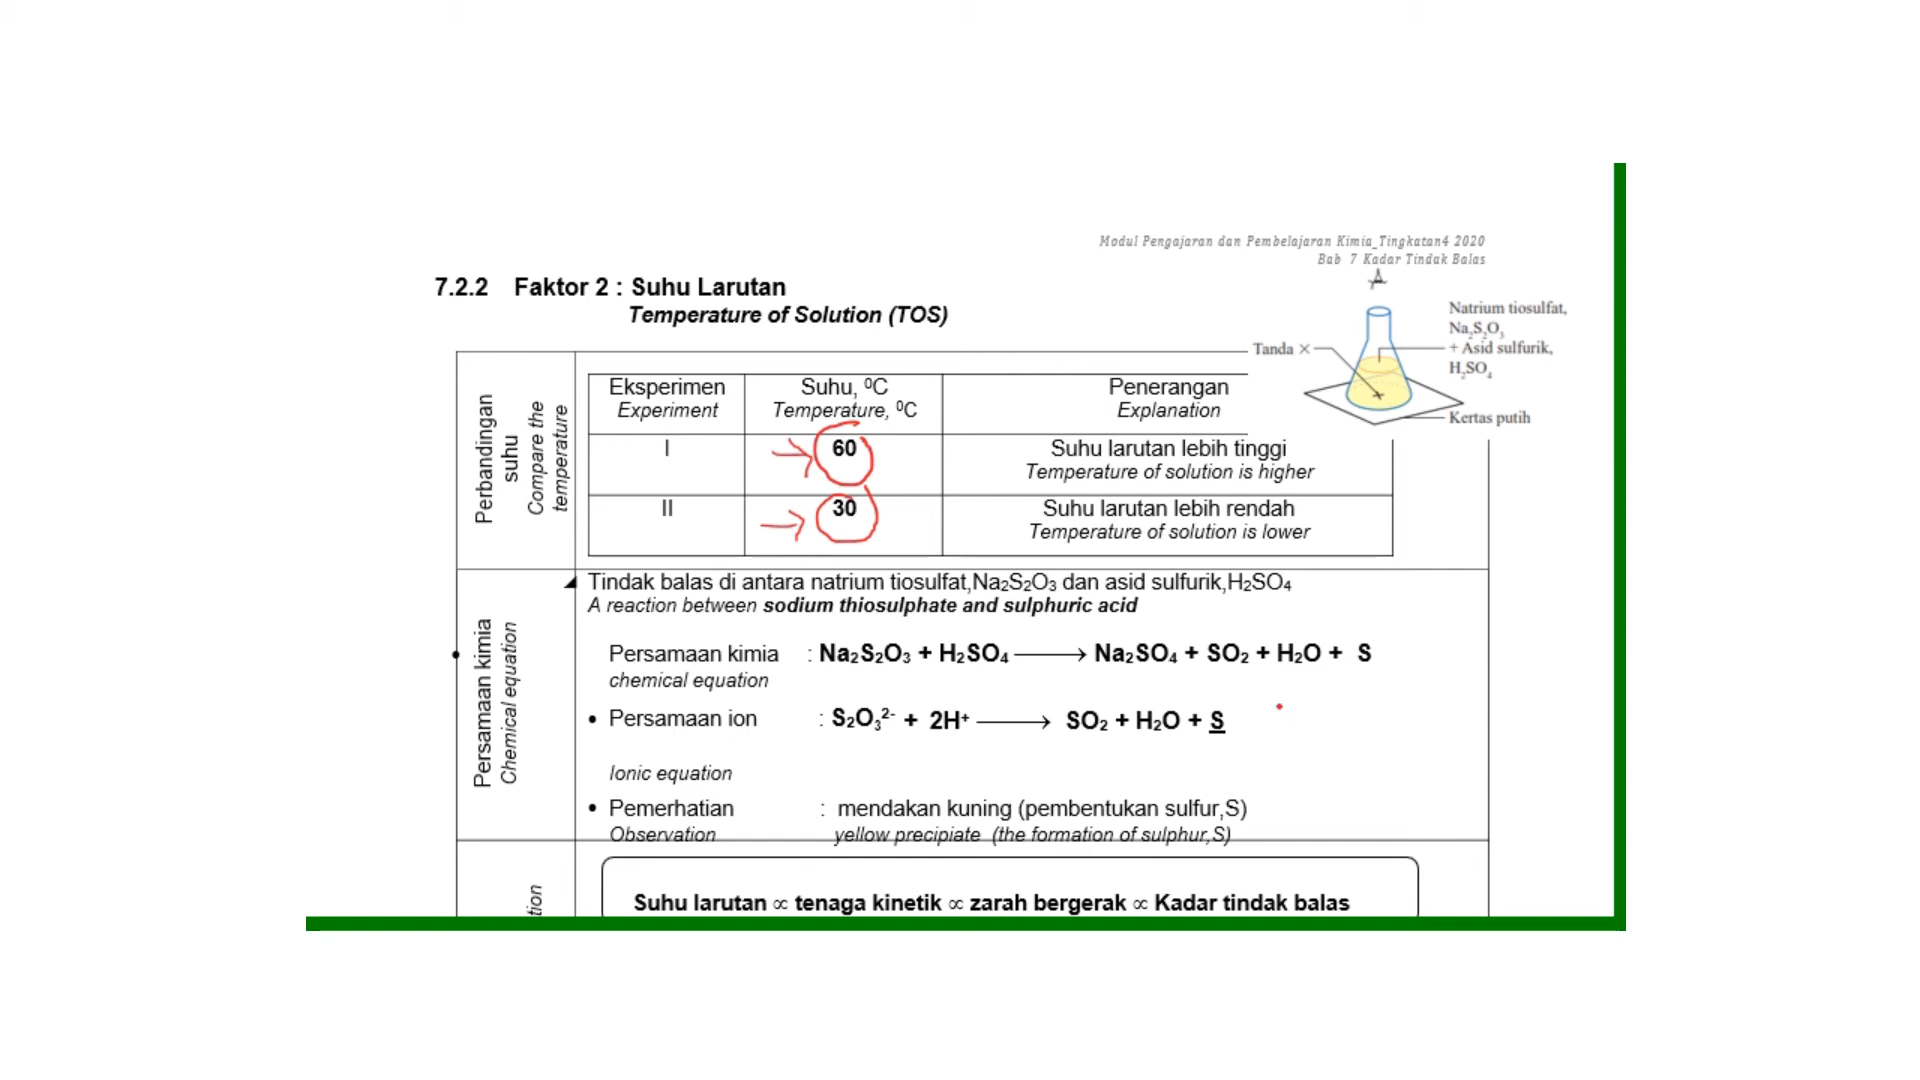 Modul Pengajaran dan Pembelajaran Kimia_Tingkatan4 2020
Bab 7 Kadar Tindak Balas
7.2.2 Faktor 2 : Suhu Larutan
Temperature of Solution (TOS)
Natrium tiosulfat,
Na₂S₂O₃
Tanda ×
+ Asid sulfurik,
H₂SO₄
Kertas putih
Perbandingan
suhu
Compare the
temperature
Eksperimen Suhu, ⁰C Penerangan
Experiment Temperature, ⁰C Explanation
I 60 Suhu larutan lebih tinggi
Temperature of solution is higher
II 30 Suhu larutan lebih rendah
Temperature of solution is lower
Persamaan kimia
Chemical equation
Tindak balas di antara natrium tiosulfat,Na₂S₂O₃ dan asid sulfurik,H₂SO₄
A reaction between sodium thiosulphate and sulphuric acid
Persamaan kimia : Na₂S₂O₃ + H₂SO₄ ⟶ Na₂SO₄ + SO₂ + H₂O + S
chemical equation
• Persamaan ion : S₂O₃²⁻ + 2H⁺ ⟶ SO₂ + H₂O + S
Ionic equation
• Pemerhatian : mendakan kuning (pembentukan sulfur,S)
Observation yellow precipiate (the formation of sulphur,S)
tion
Suhu larutan ∝ tenaga kinetik ∝ zarah bergerak ∝ Kadar tindak balas